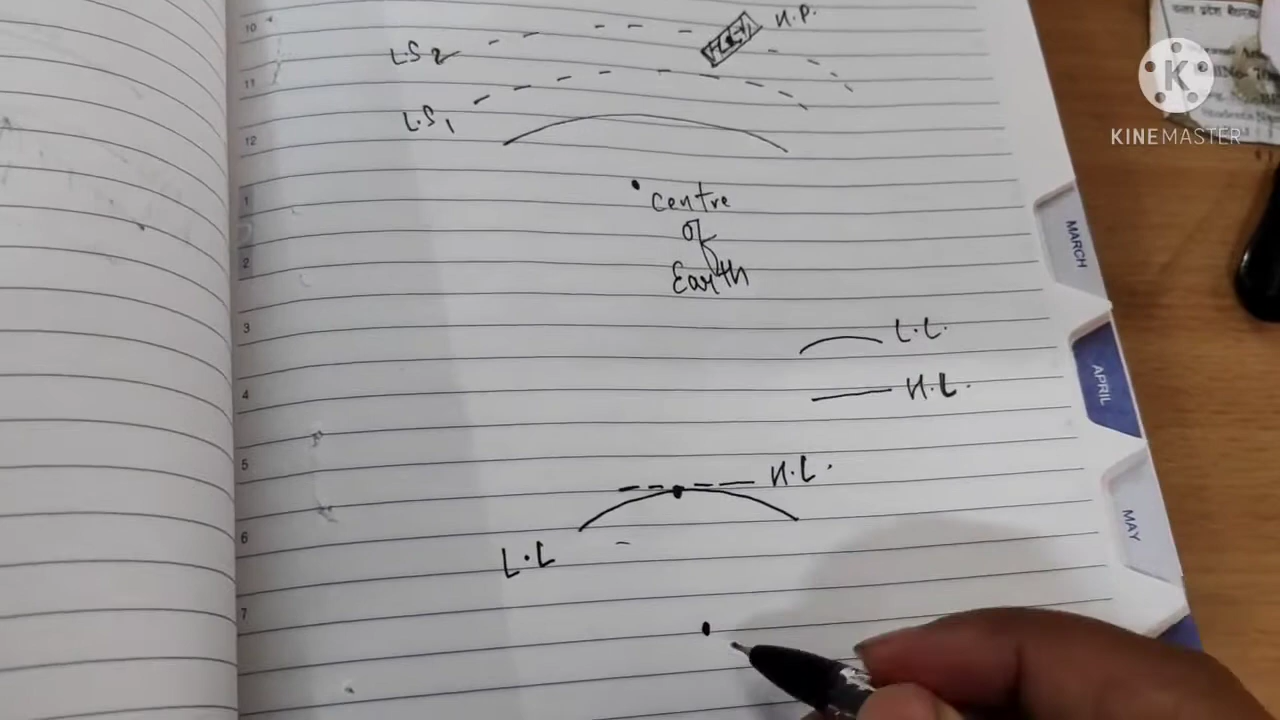 10
L.S2
H.P.
11
L.S1
12
1
centre
of
Earth
2
3
L.L.
4
H.L.
5
H.L.
6
L.L
7
MARCH
APRIL
MAY
KINEMASTER
K